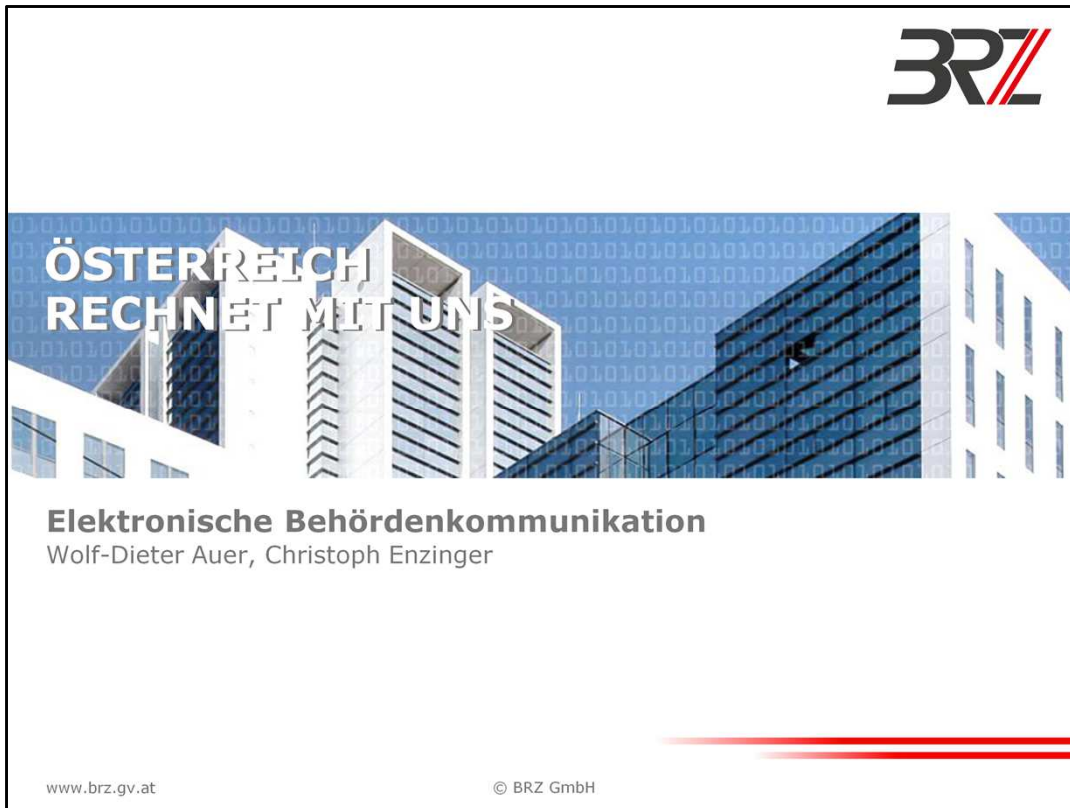 BRZ
ÖSTERREICH
RECHNET MIT UNS
Elektronische Behördenkommunikation
Wolf-Dieter Auer, Christoph Enzinger
www.brz.gv.at
© BRZ GmbH